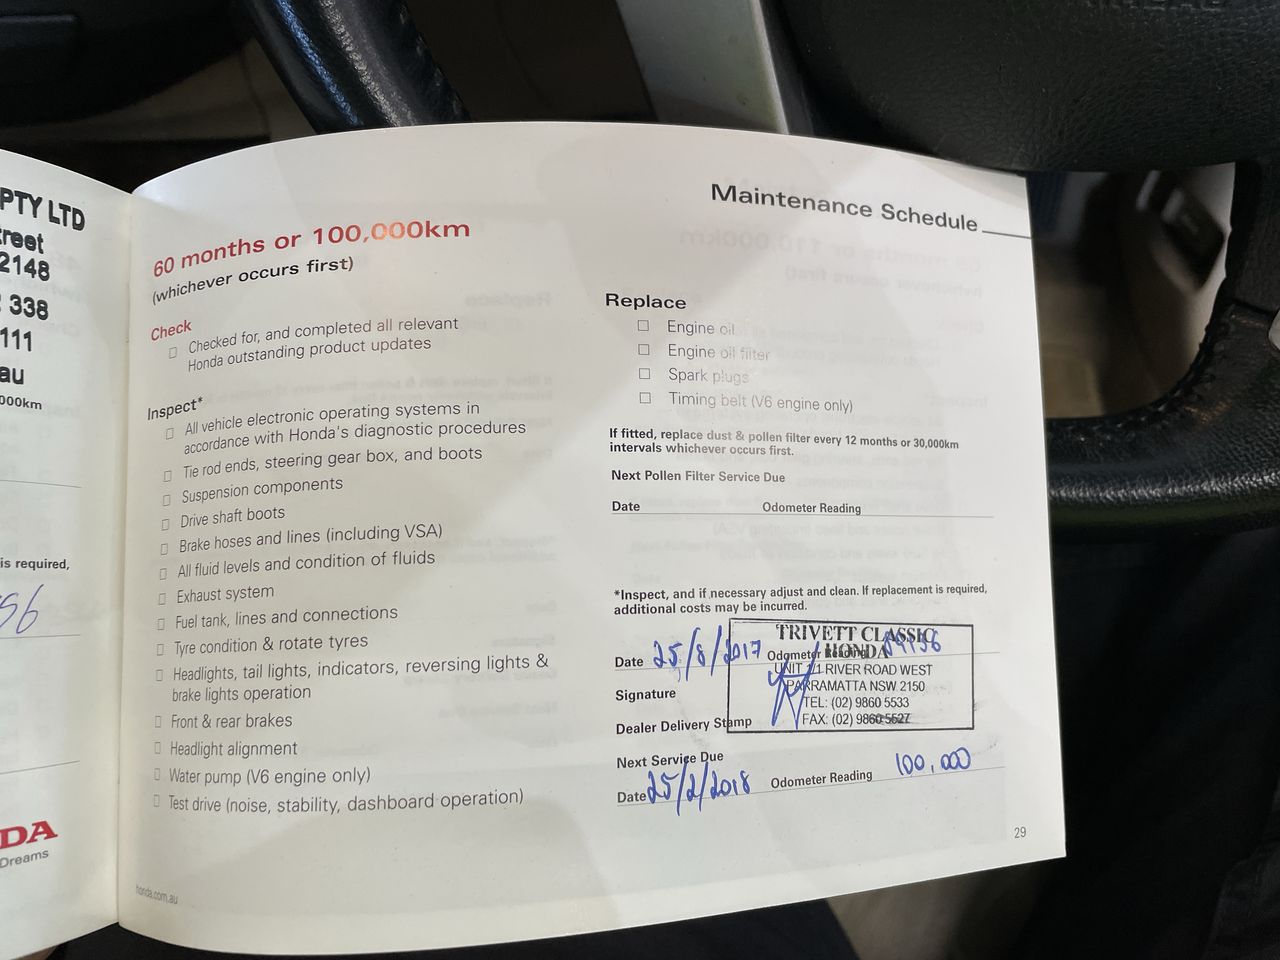 PTY LTD
treet
2148
338
111
au
000km
is required,
56
DA
Dreams
Maintenance Schedule
60 months or 100,000km
(whichever occurs first)
Check
Checked for, and completed all relevant
Honda outstanding product updates
Inspect*
All vehicle electronic operating systems in
accordance with Honda's diagnostic procedures
Tie rod ends, steering gear box, and boots
Suspension components
Drive shaft boots
Brake hoses and lines (including VSA)
All fluid levels and condition of fluids
Exhaust system
Fuel tank, lines and connections
Tyre condition & rotate tyres
Headlights, tail lights, indicators, reversing lights &
brake lights operation
Front & rear brakes
Headlight alignment
Water pump (V6 engine only)
Test drive (noise, stability, dashboard operation)
honda.com.au
Replace
Engine oil
Engine oil filter
Spark plugs
Timing belt (V6 engine only)
If fitted, replace dust & pollen filter every 12 months or 30,000km
intervals whichever occurs first.
Next Pollen Filter Service Due
Date Odometer Reading
*Inspect, and if necessary adjust and clean. If replacement is required,
additional costs may be incurred.
Date 25/8/2017 Odometer Reading
Signature
Dealer Delivery Stamp
TRIVETT CLASSIC
HONDA
UNIT 1/1 RIVER ROAD WEST
PARRAMATTA NSW 2150
TEL: (02) 9860 5533
FAX: (02) 9860 5627
Next Service Due
Date 25/2/2018 Odometer Reading 100,000
29